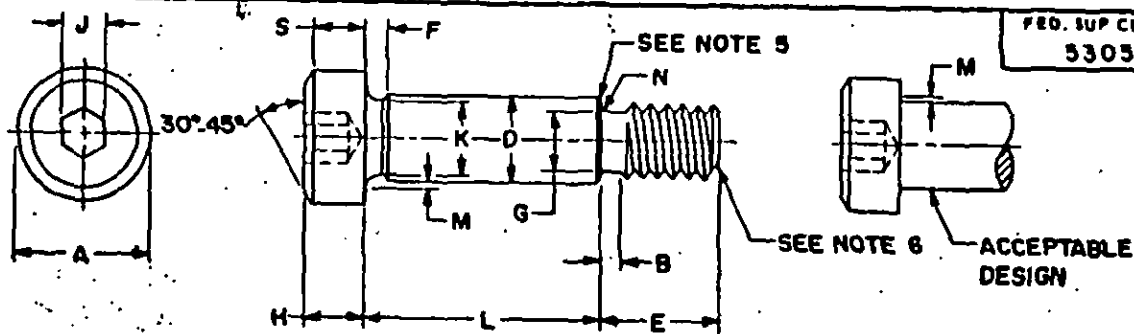 FED. SUP CL
5305
J
S
F
SEE NOTE 5
N
M
30°-45°
K
D
G
M
B
SEE NOTE 6
ACCEPTABLE
DESIGN
A
H
L
E